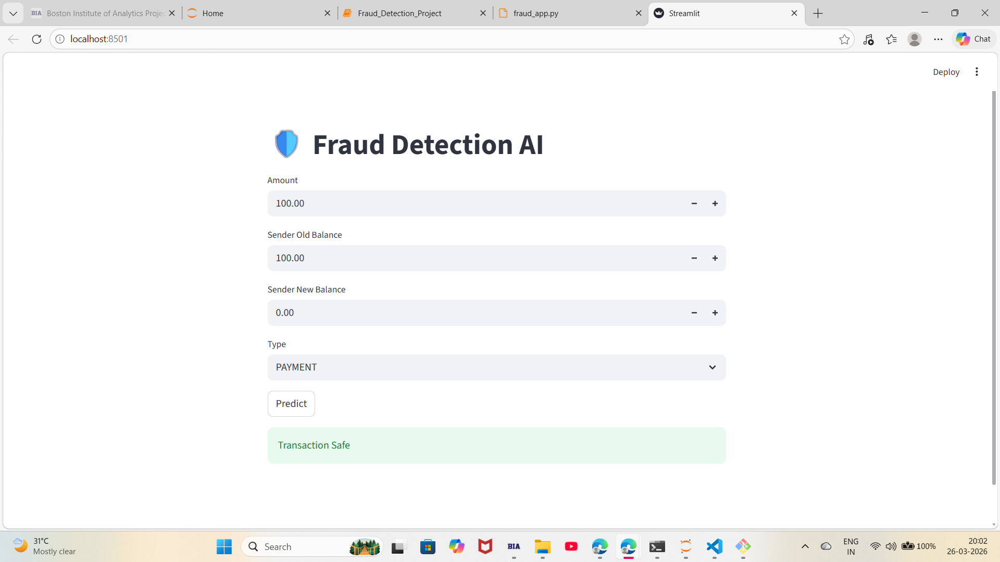 BIA Boston Institute of Analytics Projec
Home
Fraud_Detection_Project
fraud_app.py
Streamlit
localhost:8501
Chat
Deploy
Fraud Detection AI
Amount
100.00
Sender Old Balance
100.00
Sender New Balance
0.00
Type
PAYMENT
Predict
Transaction Safe
31°C
Mostly clear
Search
BIA
ENG
IN
100%
20:02
26-03-2026